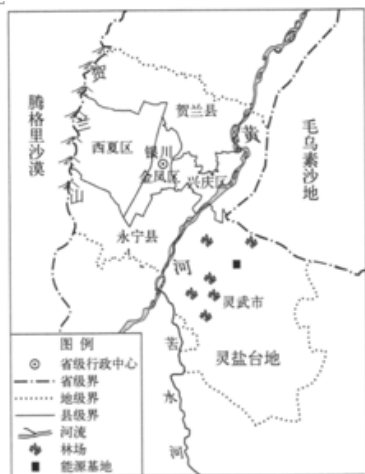 贺兰山
腾格里沙漠
贺兰县
黄河
毛乌素沙地
西夏区
银川
金凤区
兴庆区
永宁县
灵武市
灵盐台地
苦水河
图例
省级行政中心
省级界
地级界
县级界
河流
林场
能源基地